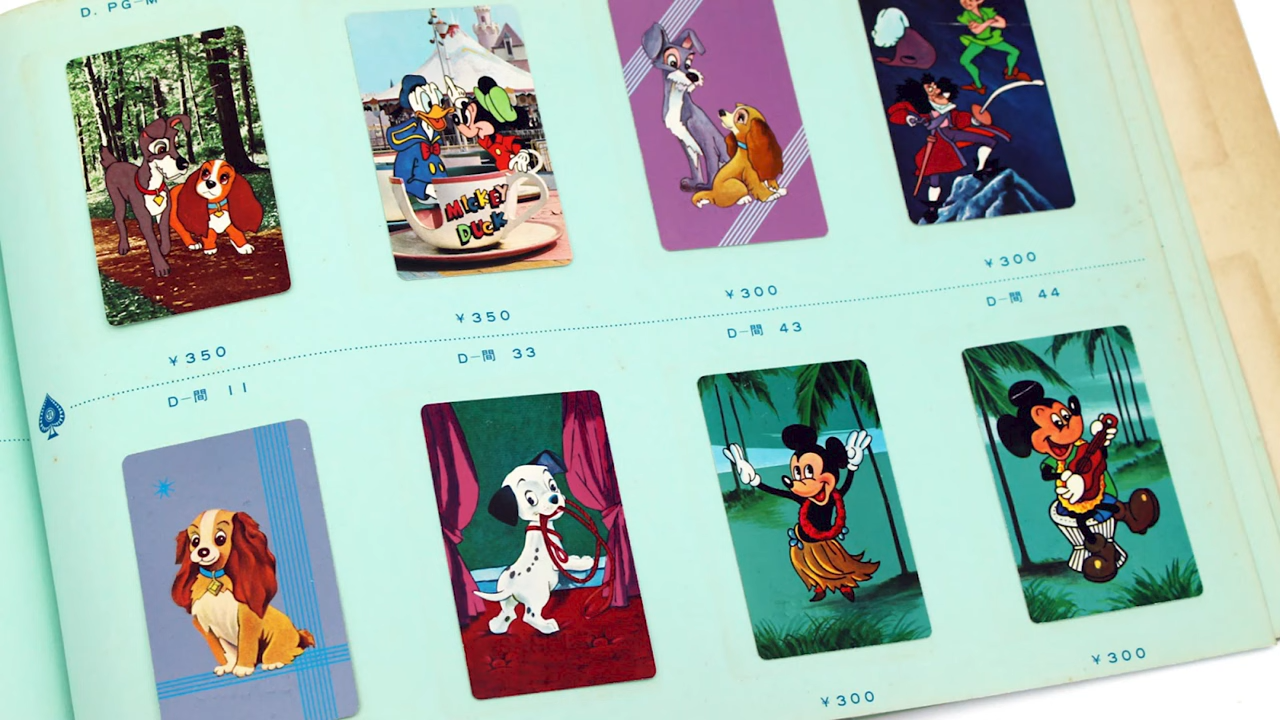 D. PG-M
MICKEY
DUCK
¥350
¥350
¥300
¥300
D-間 11
D-間 33
D-間 43
D-間 44
¥300
¥300